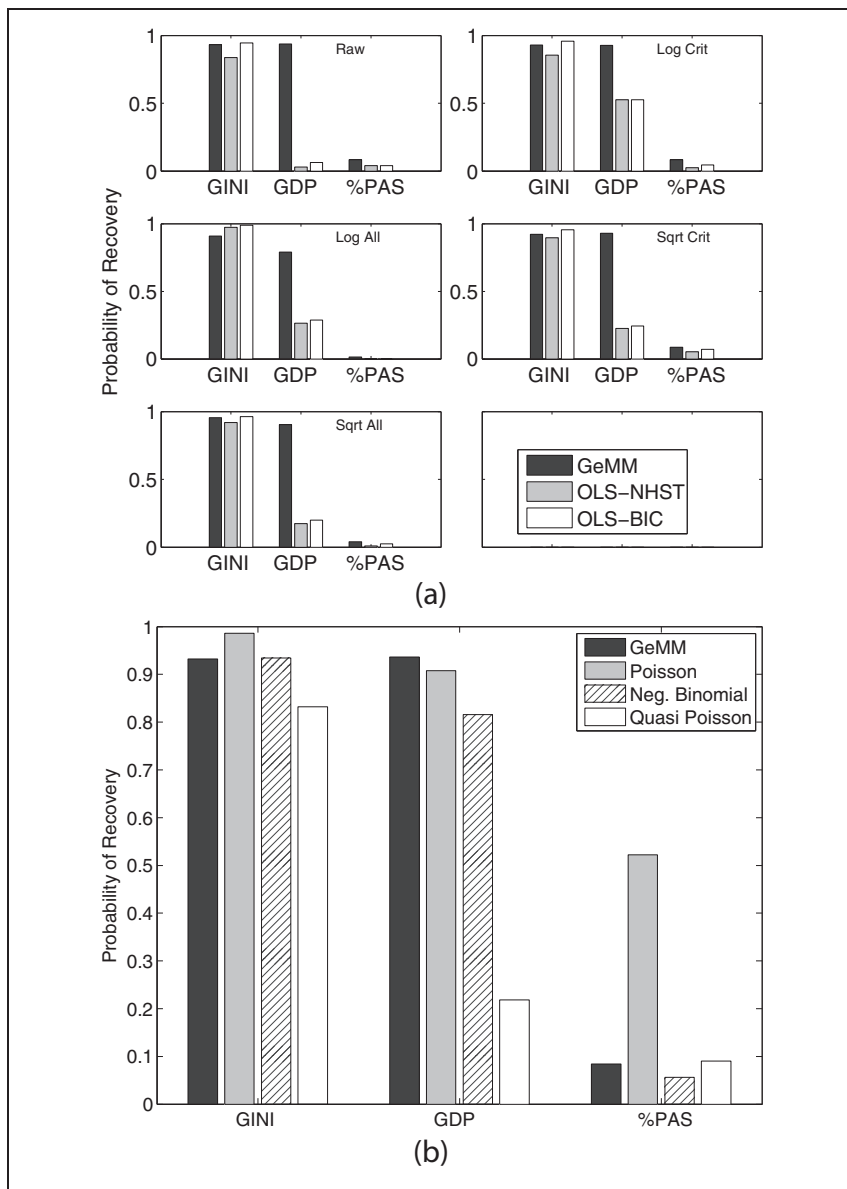 Probability of Recovery
1
0.5
0
Raw
GINI GDP %PAS
1
0.5
0
Log Crit
GINI GDP %PAS
1
0.5
0
Log All
GINI GDP %PAS
1
0.5
0
Sqrt Crit
GINI GDP %PAS
1
0.5
0
Sqrt All
GINI GDP %PAS
GeMM
OLS-NHST
OLS-BIC
(a)
Probability of Recovery
1
0.9
0.8
0.7
0.6
0.5
0.4
0.3
0.2
0.1
0
GeMM
Poisson
Neg. Binomial
Quasi Poisson
GINI GDP %PAS
(b)